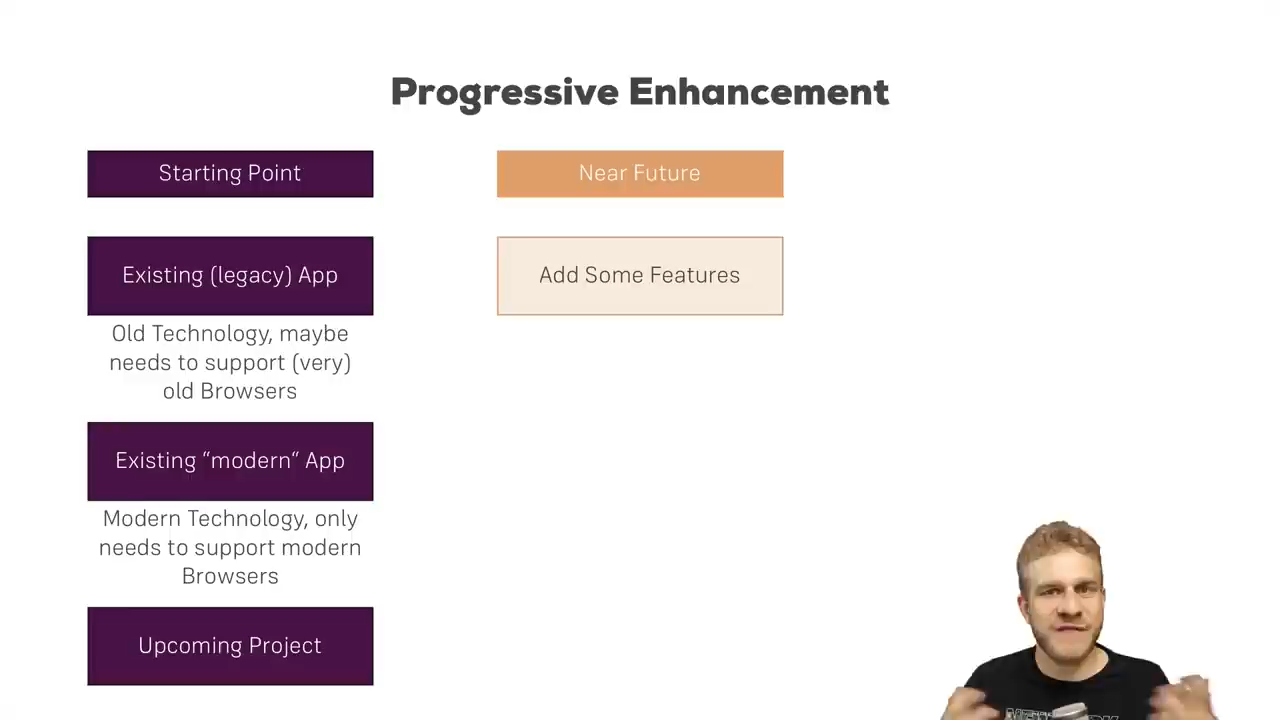 Progressive Enhancement
Starting Point
Near Future
Existing (legacy) App
Add Some Features
Old Technology, maybe
needs to support (very)
old Browsers
Existing “modern“ App
Modern Technology, only
needs to support modern
Browsers
Upcoming Project